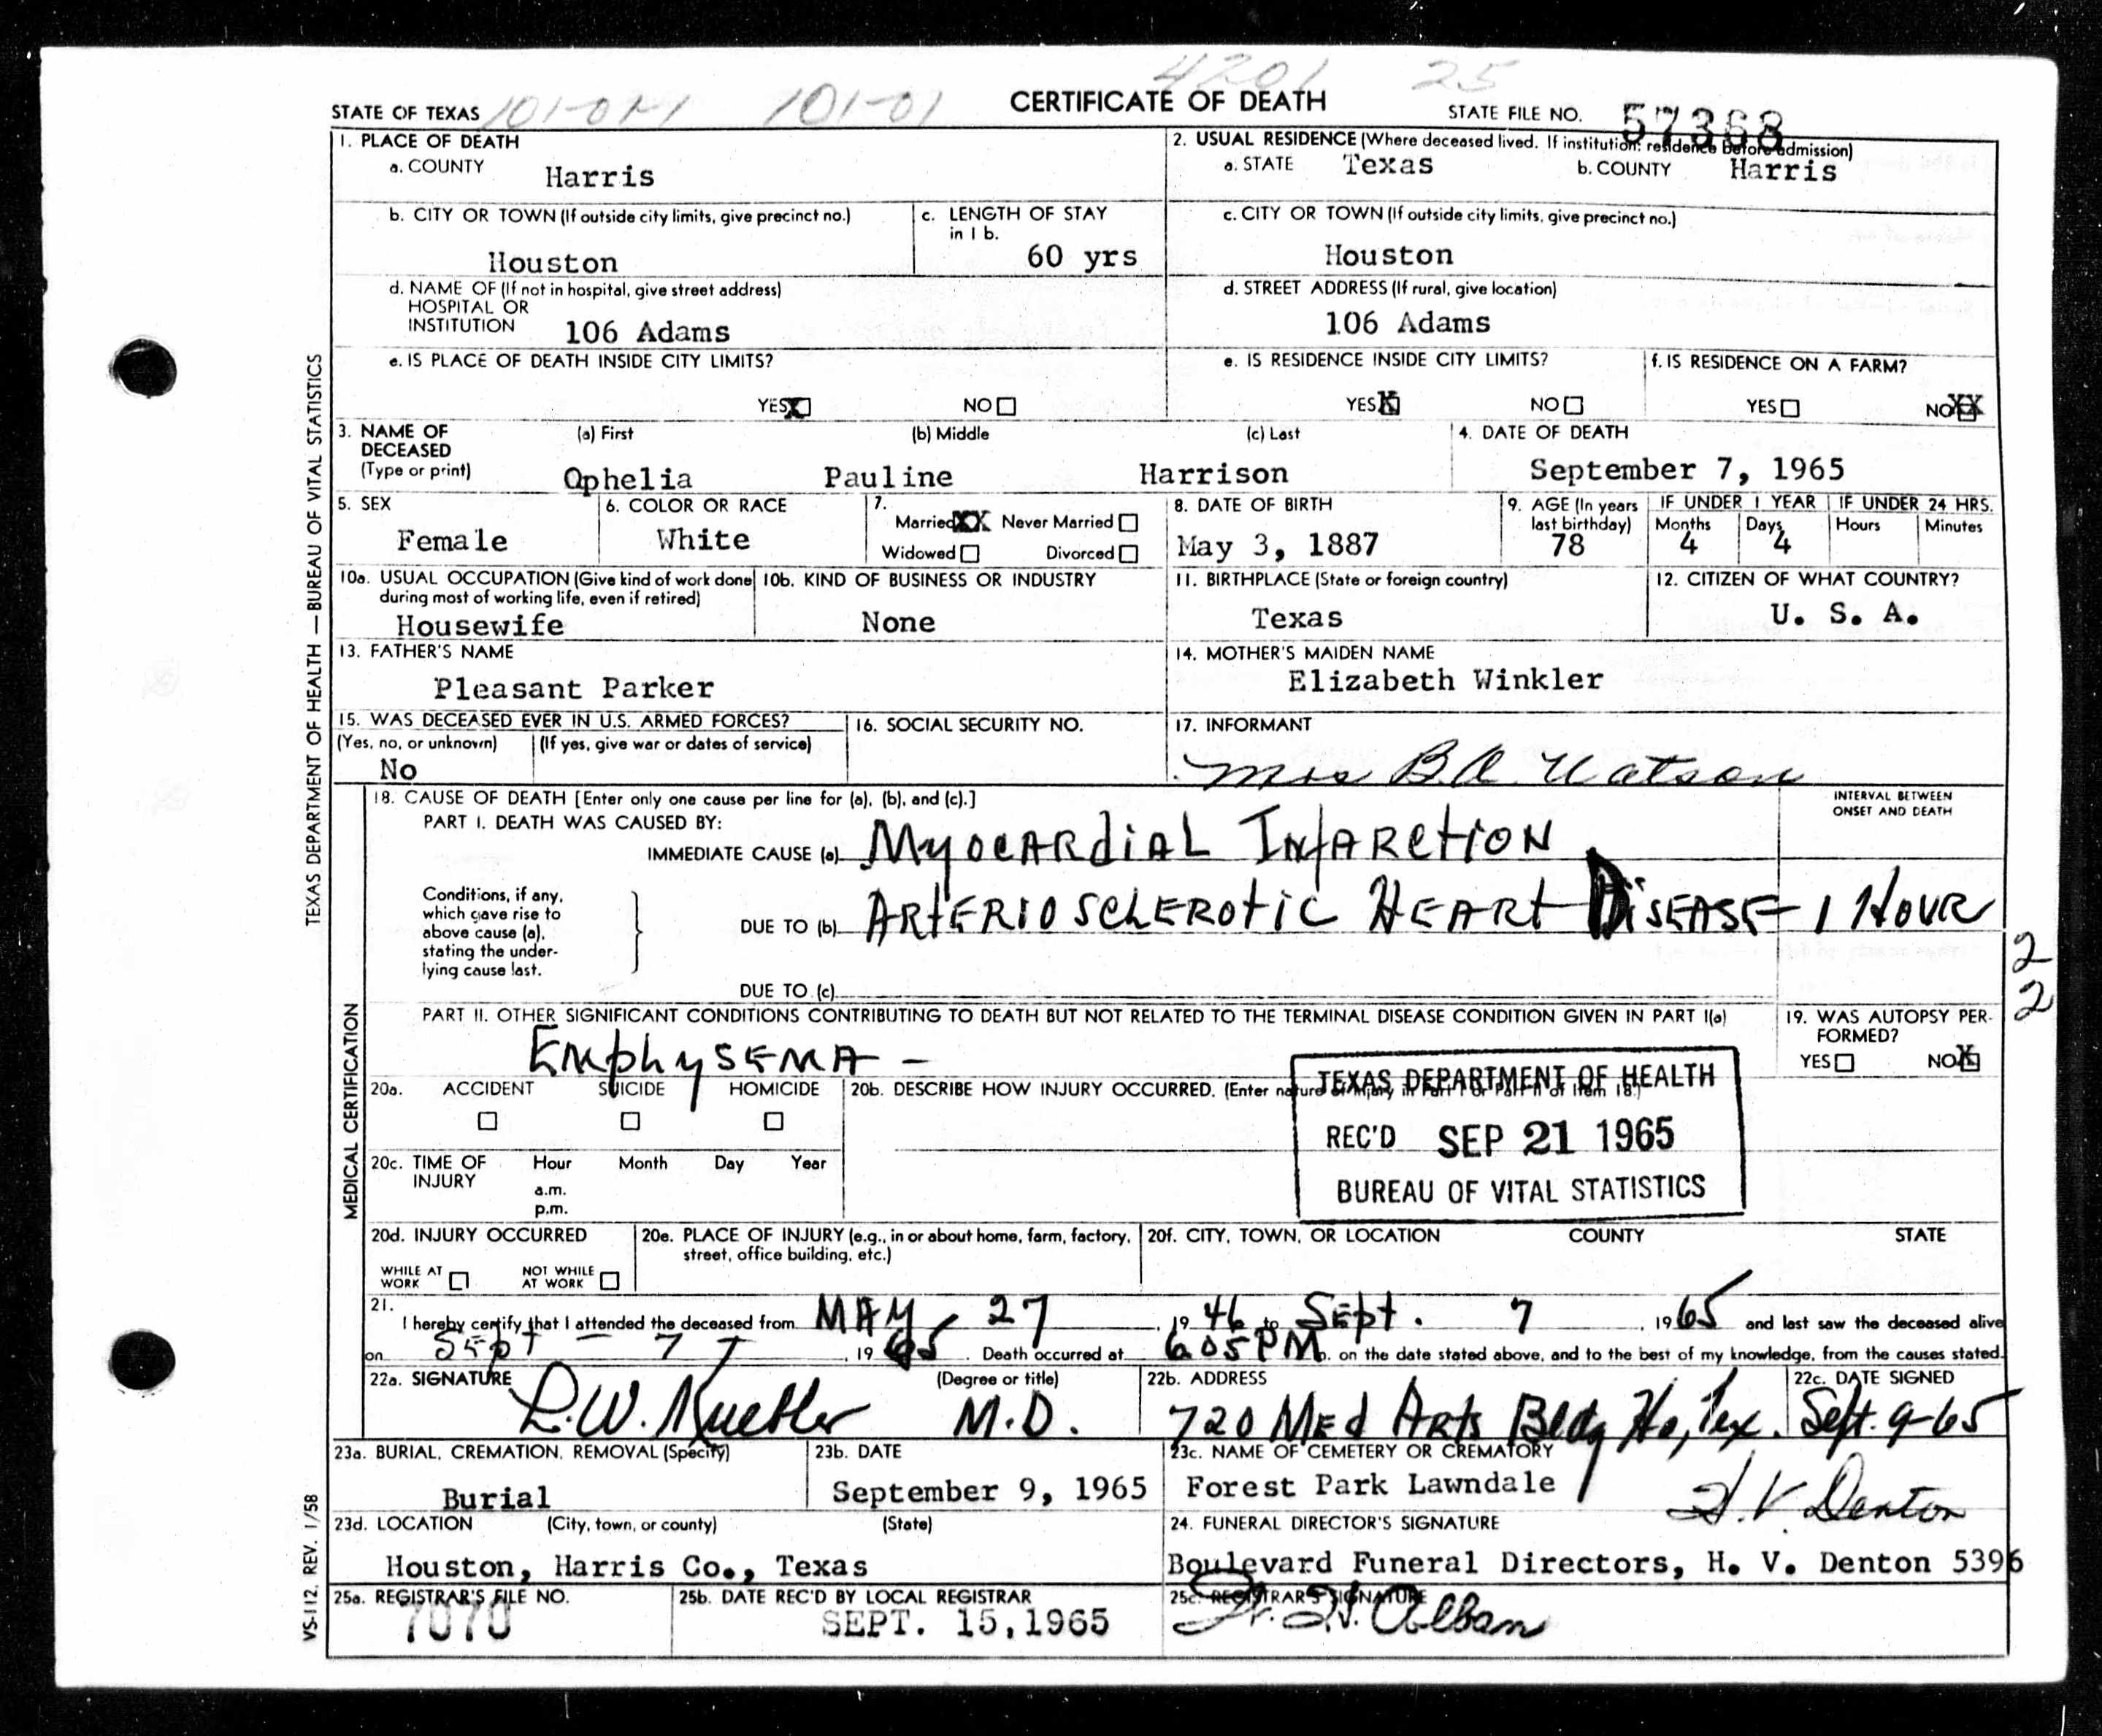 4201 25
STATE OF TEXAS 101-01 101-01 CERTIFICATE OF DEATH STATE FILE NO. 57368
1. PLACE OF DEATH
a. COUNTY Harris
2. USUAL RESIDENCE (Where deceased lived. If institution: residence before admission)
a. STATE Texas b. COUNTY Harris
b. CITY OR TOWN (If outside city limits, give precinct no.)
Houston
c. LENGTH OF STAY
in 1 b.
60 yrs
c. CITY OR TOWN (If outside city limits, give precinct no.)
Houston
d. NAME OF (If not in hospital, give street address)
HOSPITAL OR
INSTITUTION 106 Adams
d. STREET ADDRESS (If rural, give location)
106 Adams
e. IS PLACE OF DEATH INSIDE CITY LIMITS?
YES X NO
e. IS RESIDENCE INSIDE CITY LIMITS?
YES X NO
f. IS RESIDENCE ON A FARM?
YES NO XX
3. NAME OF (a) First (b) Middle (c) Last
DECEASED
(Type or print) Ophelia Pauline Harrison
4. DATE OF DEATH
September 7, 1965
5. SEX
Female
6. COLOR OR RACE
White
7.
Married XX Never Married
Widowed Divorced
8. DATE OF BIRTH
May 3, 1887
9. AGE (In years
last birthday)
78
IF UNDER 1 YEAR IF UNDER 24 HRS.
Months Days Hours Minutes
4 4
10a. USUAL OCCUPATION (Give kind of work done
during most of working life, even if retired)
Housewife
10b. KIND OF BUSINESS OR INDUSTRY
None
11. BIRTHPLACE (State or foreign country)
Texas
12. CITIZEN OF WHAT COUNTRY?
U. S. A.
13. FATHER'S NAME
Pleasant Parker
14. MOTHER'S MAIDEN NAME
Elizabeth Winkler
15. WAS DECEASED EVER IN U.S. ARMED FORCES?
(Yes, no, or unknown) (If yes, give war or dates of service)
No
16. SOCIAL SECURITY NO.
17. INFORMANT
Mrs B.A. Watson
18. CAUSE OF DEATH [Enter only one cause per line for (a), (b), and (c).]
INTERVAL BETWEEN
ONSET AND DEATH
PART I. DEATH WAS CAUSED BY:
IMMEDIATE CAUSE (a) Myocardial Infarction
Conditions, if any,
which gave rise to
above cause (a),
stating the under-
lying cause last.
DUE TO (b) Arteriosclerotic Heart Disease - 1 Hour
DUE TO (c)
2
2
PART II. OTHER SIGNIFICANT CONDITIONS CONTRIBUTING TO DEATH BUT NOT RELATED TO THE TERMINAL DISEASE CONDITION GIVEN IN PART I(a)
Emphysema -
19. WAS AUTOPSY PER-
FORMED?
YES NO X
20a. ACCIDENT SUICIDE HOMICIDE
20b. DESCRIBE HOW INJURY OCCURRED. (Enter nature of injury in Part I or Part II of Item 18.)
TEXAS DEPARTMENT OF HEALTH
REC'D SEP 21 1965
BUREAU OF VITAL STATISTICS
20c. TIME OF Hour Month Day Year
INJURY a.m.
p.m.
20d. INJURY OCCURRED
WHILE AT
WORK
NOT WHILE
AT WORK
20e. PLACE OF INJURY (e.g., in or about home, farm, factory,
street, office building, etc.)
20f. CITY, TOWN, OR LOCATION COUNTY STATE
21.
I hereby certify that I attended the deceased from May 27, 1946 to Sept. 7, 1965 and last saw the deceased alive
on Sept - 7, 1965. Death occurred at 6:05 PM. on the date stated above, and to the best of my knowledge, from the causes stated.
22a. SIGNATURE (Degree or title)
M.D.
22b. ADDRESS
720 Med Arts Bldg Ho, Tex.
22c. DATE SIGNED
Sept. 9-65
23a. BURIAL, CREMATION, REMOVAL (Specify)
Burial
23b. DATE
September 9, 1965
23c. NAME OF CEMETERY OR CREMATORY
Forest Park Lawndale
23d. LOCATION (City, town, or county) (State)
Houston, Harris Co., Texas
24. FUNERAL DIRECTOR'S SIGNATURE
H.V. Denton
Boulevard Funeral Directors, H. V. Denton 5396
25a. REGISTRAR'S FILE NO.
7070
25b. DATE REC'D BY LOCAL REGISTRAR
SEPT. 15, 1965
25c. REGISTRAR'S SIGNATURE
TEXAS DEPARTMENT OF HEALTH — BUREAU OF VITAL STATISTICS
MEDICAL CERTIFICATION
VS-112. REV. 1/58